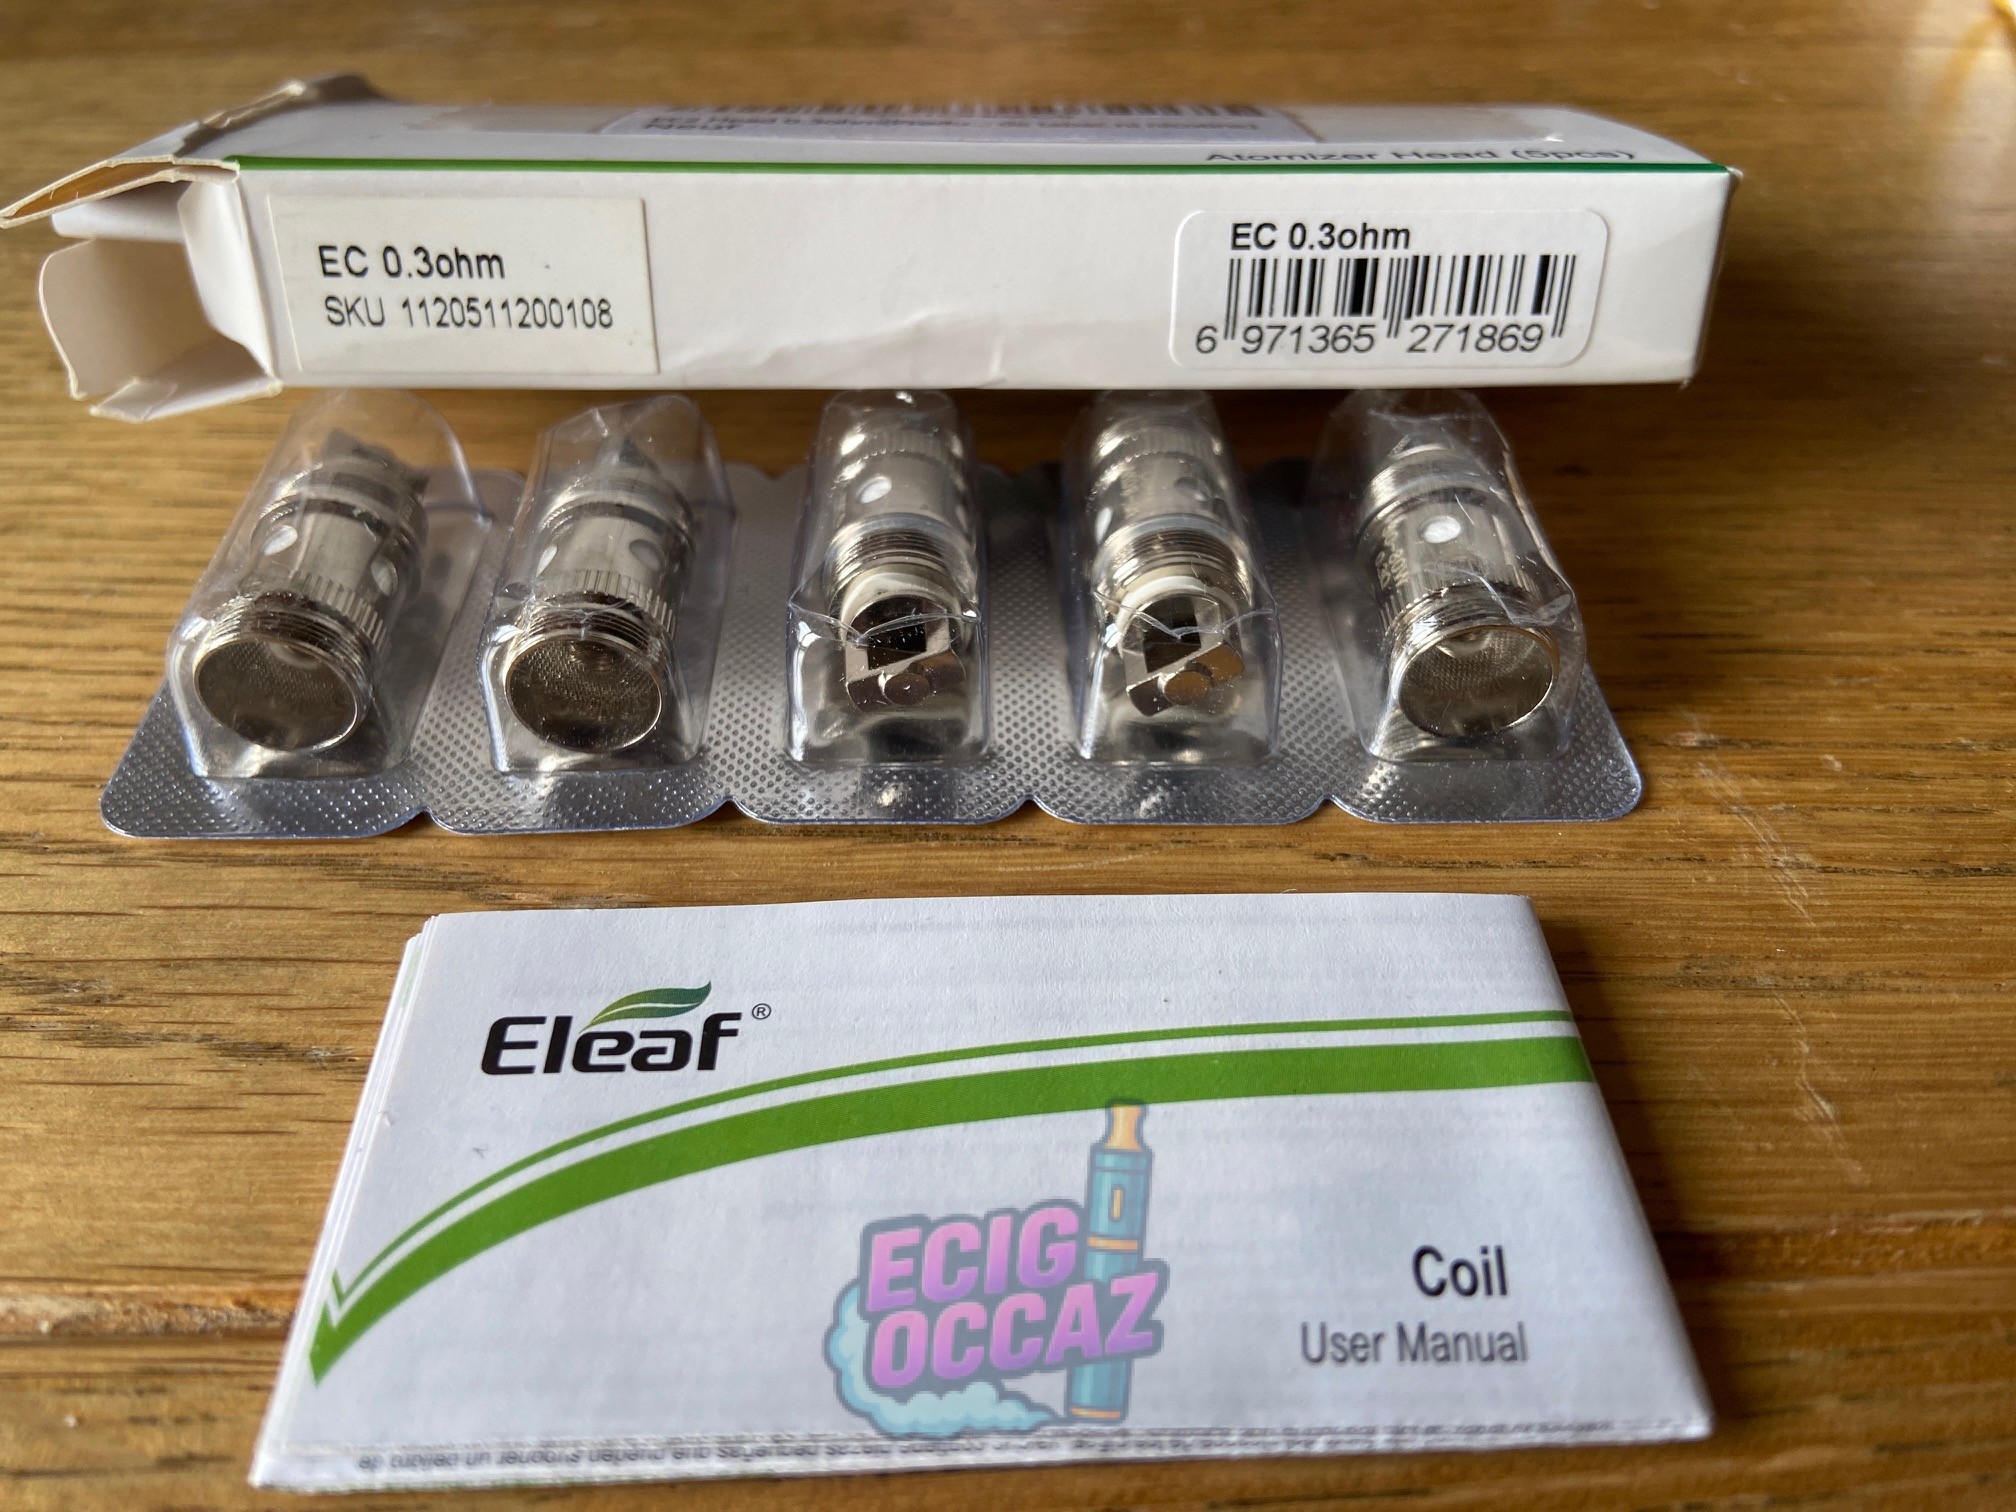 Atomizer Head (5pcs)
EC 0.3ohm
SKU 1120511200108
EC 0.3ohm
6 971365 271869
Eleaf®
ECIG
OCCAZ
Coil
User Manual